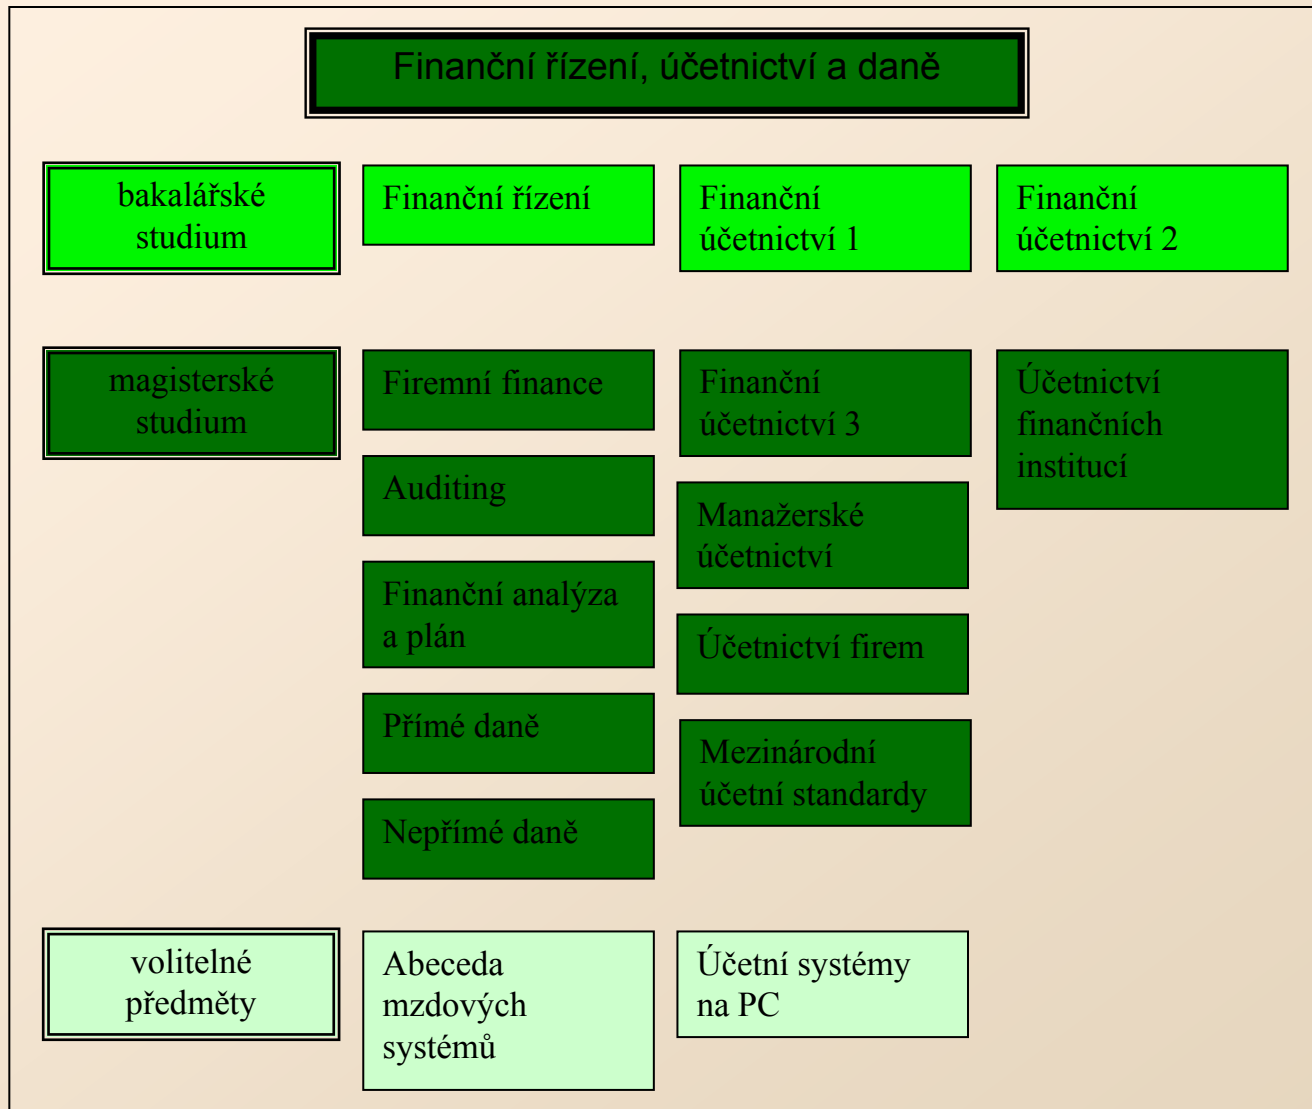 Finanční řízení, účetnictví a daně
bakalářské
studium
Finanční řízení
Finanční
účetnictví 1
Finanční
účetnictví 2
magisterské
studium
Firemní finance
Finanční
účetnictví 3
Účetnictví
finančních
institucí
Auditing
Manažerské
účetnictví
Finanční analýza
a plán
Účetnictví firem
Přímé daně
Mezinárodní
účetní standardy
Nepřímé daně
volitelné
předměty
Abeceda
mzdových
systémů
Účetní systémy
na PC